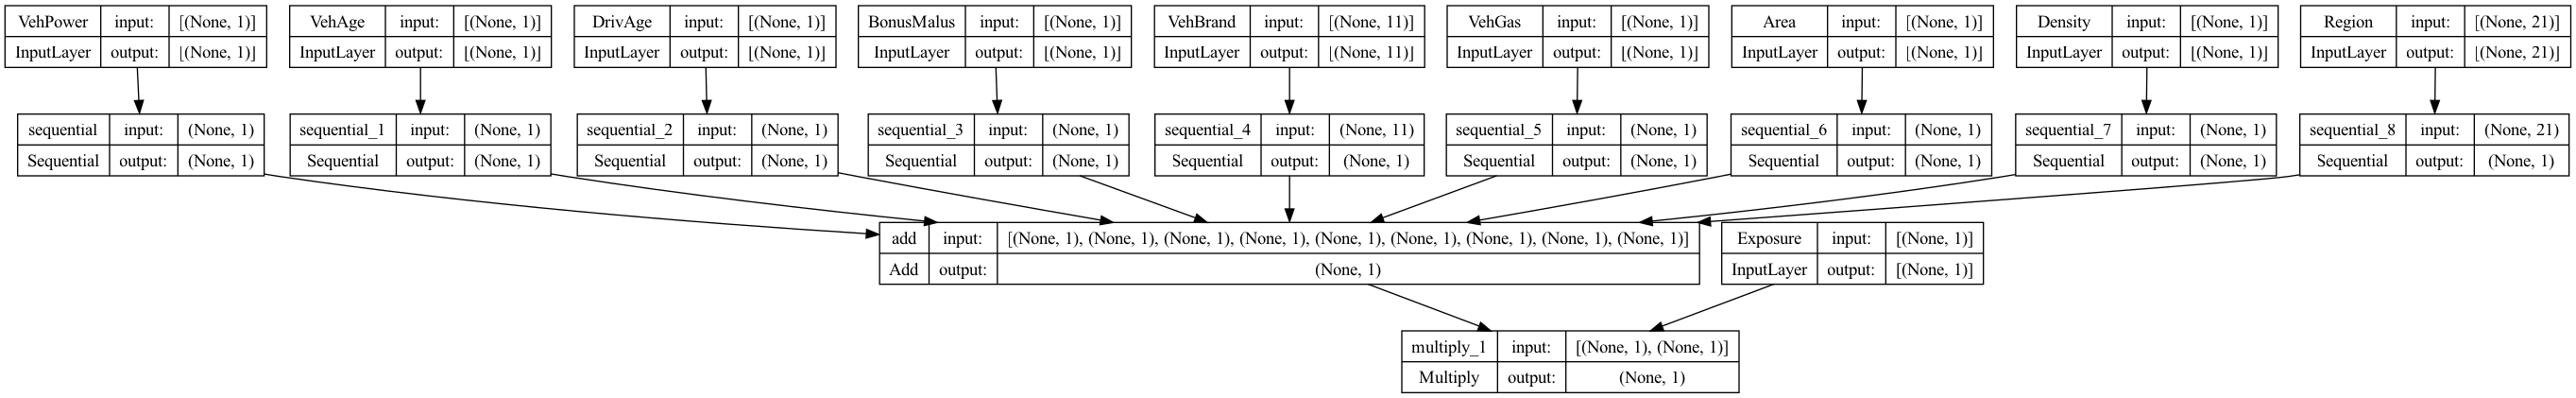 VehPower input: [(None, 1)]
InputLayer output: [(None, 1)]
VehAge input: [(None, 1)]
InputLayer output: [(None, 1)]
DrivAge input: [(None, 1)]
InputLayer output: [(None, 1)]
BonusMalus input: [(None, 1)]
InputLayer output: [(None, 1)]
VehBrand input: [(None, 11)]
InputLayer output: [(None, 11)]
VehGas input: [(None, 1)]
InputLayer output: [(None, 1)]
Area input: [(None, 1)]
InputLayer output: [(None, 1)]
Density input: [(None, 1)]
InputLayer output: [(None, 1)]
Region input: [(None, 21)]
InputLayer output: [(None, 21)]
sequential input: (None, 1)
Sequential output: (None, 1)
sequential_1 input: (None, 1)
Sequential output: (None, 1)
sequential_2 input: (None, 1)
Sequential output: (None, 1)
sequential_3 input: (None, 1)
Sequential output: (None, 1)
sequential_4 input: (None, 11)
Sequential output: (None, 1)
sequential_5 input: (None, 1)
Sequential output: (None, 1)
sequential_6 input: (None, 1)
Sequential output: (None, 1)
sequential_7 input: (None, 1)
Sequential output: (None, 1)
sequential_8 input: (None, 21)
Sequential output: (None, 1)
add input: [(None, 1), (None, 1), (None, 1), (None, 1), (None, 1), (None, 1), (None, 1), (None, 1), (None, 1)]
Add output: (None, 1)
Exposure input: [(None, 1)]
InputLayer output: [(None, 1)]
multiply_1 input: [(None, 1), (None, 1)]
Multiply output: (None, 1)